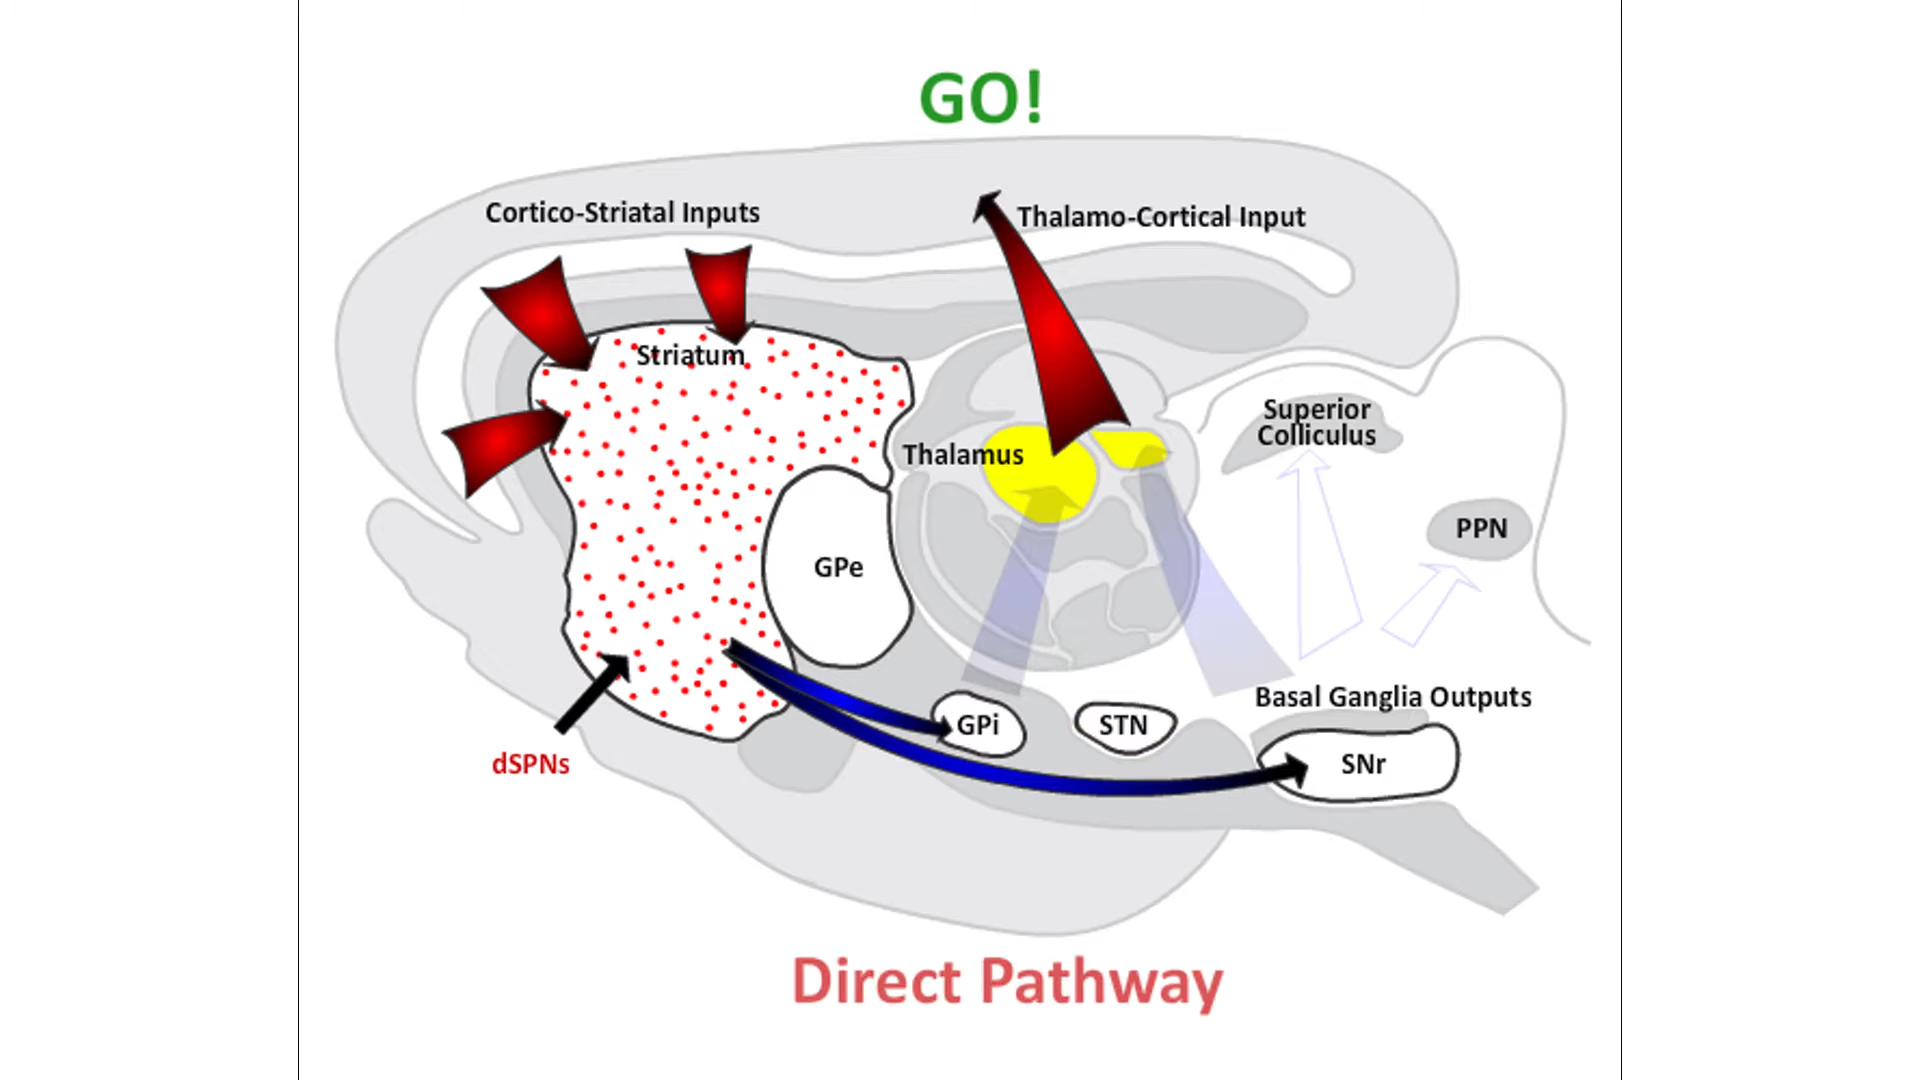 GO!
Cortico-Striatal Inputs
Thalamo-Cortical Input
Striatum
Superior
Colliculus
Thalamus
PPN
GPe
Basal Ganglia Outputs
GPi
STN
SNr
dSPNs
Direct Pathway